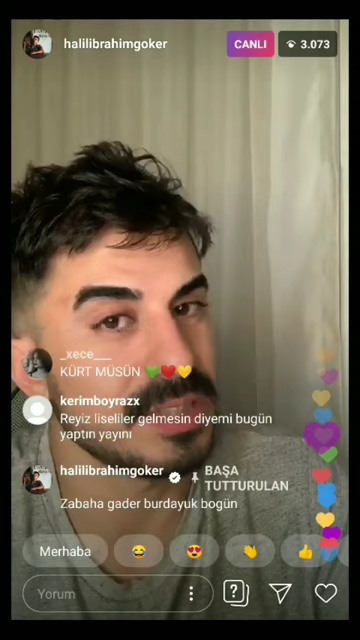 halilibrahimgoker
CANLI
3.073
_xece___
KÜRT MÜSÜN 💚❤️💛
kerimboyrazx
Reyiz liseliler gelmesin diyemi bugün
yaptın yayını
halilibrahimgoker BAŞA
TUTTURULAN
Zabaha gader burdayuk bogün
Merhaba 😂 😍 👏 👍
Yorum